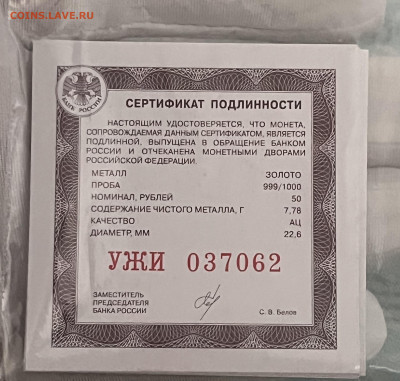 COINS.LAVE.RU
БАНК РОССИИ
СЕРТИФИКАТ ПОДЛИННОСТИ
НАСТОЯЩИМ УДОСТОВЕРЯЕТСЯ, ЧТО МОНЕТА,
СОПРОВОЖДАЕМАЯ ДАННЫМ СЕРТИФИКАТОМ, ЯВЛЯЕТСЯ
ПОДЛИННОЙ, ВЫПУЩЕНА В ОБРАЩЕНИЕ БАНКОМ
РОССИИ И ОТЧЕКАНЕНА МОНЕТНЫМИ ДВОРАМИ
РОССИЙСКОЙ ФЕДЕРАЦИИ.
МЕТАЛЛ ЗОЛОТО
ПРОБА 999/1000
НОМИНАЛ, РУБЛЕЙ 50
СОДЕРЖАНИЕ ЧИСТОГО МЕТАЛЛА, Г 7,78
КАЧЕСТВО АЦ
ДИАМЕТР, ММ 22,6
УЖИ 037062
ЗАМЕСТИТЕЛЬ
ПРЕДСЕДАТЕЛЯ
БАНКА РОССИИ
С. В. Белов